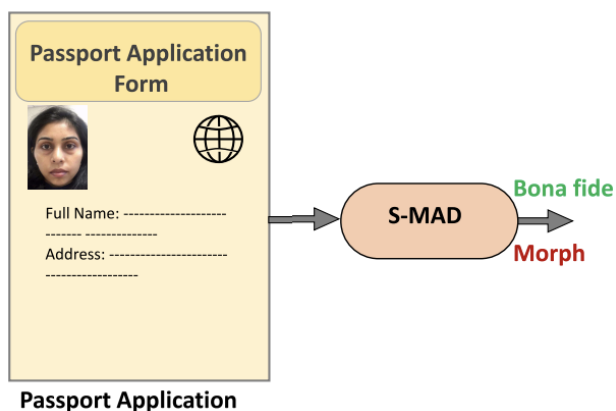 Passport Application
Form
Full Name: --------------------
------- --------------
Address: -----------------------
------------------
S-MAD
Bona fide
Morph
Passport Application